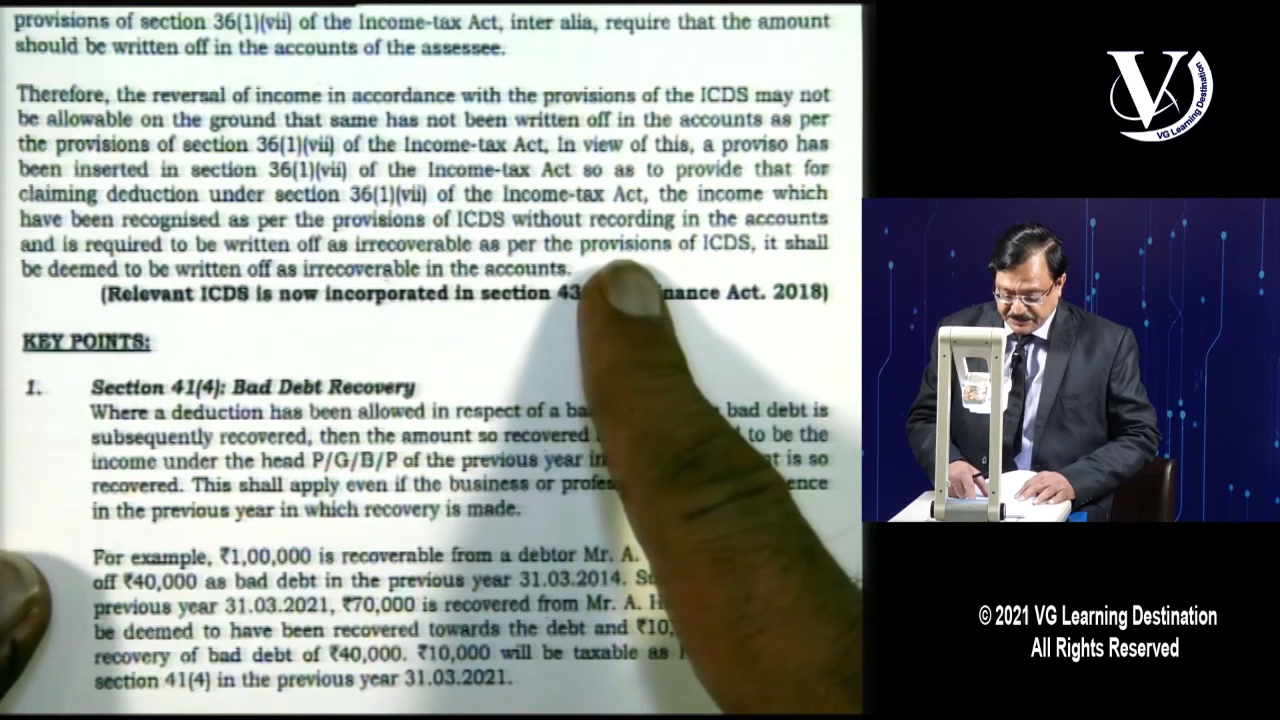 provisions of section 36(1)(vii) of the Income-tax Act, inter alia, require that the amount
should be written off in the accounts of the assessee.
Therefore, the reversal of income in accordance with the provisions of the ICDS may not
be allowable on the ground that same has not been written off in the accounts as per
the provisions of section 36(1)(vii) of the Income-tax Act, In view of this, a proviso has
been inserted in section 36(1)(vii) of the Income-tax Act so as to provide that for
claiming deduction under section 36(1)(vii) of the Income-tax Act, the income which
have been recognised as per the provisions of ICDS without recording in the accounts
and is required to be written off as irrecoverable as per the provisions of ICDS, it shall
be deemed to be written off as irrecoverable in the accounts.
(Relevant ICDS is now incorporated in section 43 nance Act. 2018)
KEY POINTS:
1. Section 41(4): Bad Debt Recovery
Where a deduction has been allowed in respect of a ba bad debt is
subsequently recovered, then the amount so recovered to be the
income under the head P/G/B/P of the previous year in t is so
recovered. This shall apply even if the business or profes ence
in the previous year in which recovery is made.
For example, ₹1,00,000 is recoverable from a debtor Mr. A.
off ₹40,000 as bad debt in the previous year 31.03.2014.
previous year 31.03.2021, ₹70,000 is recovered from Mr. A.
be deemed to have been recovered towards the debt and ₹10,
recovery of bad debt of ₹40,000. ₹10,000 will be taxable as
section 41(4) in the previous year 31.03.2021.
V
VG Learning Destination
© 2021 VG Learning Destination
All Rights Reserved